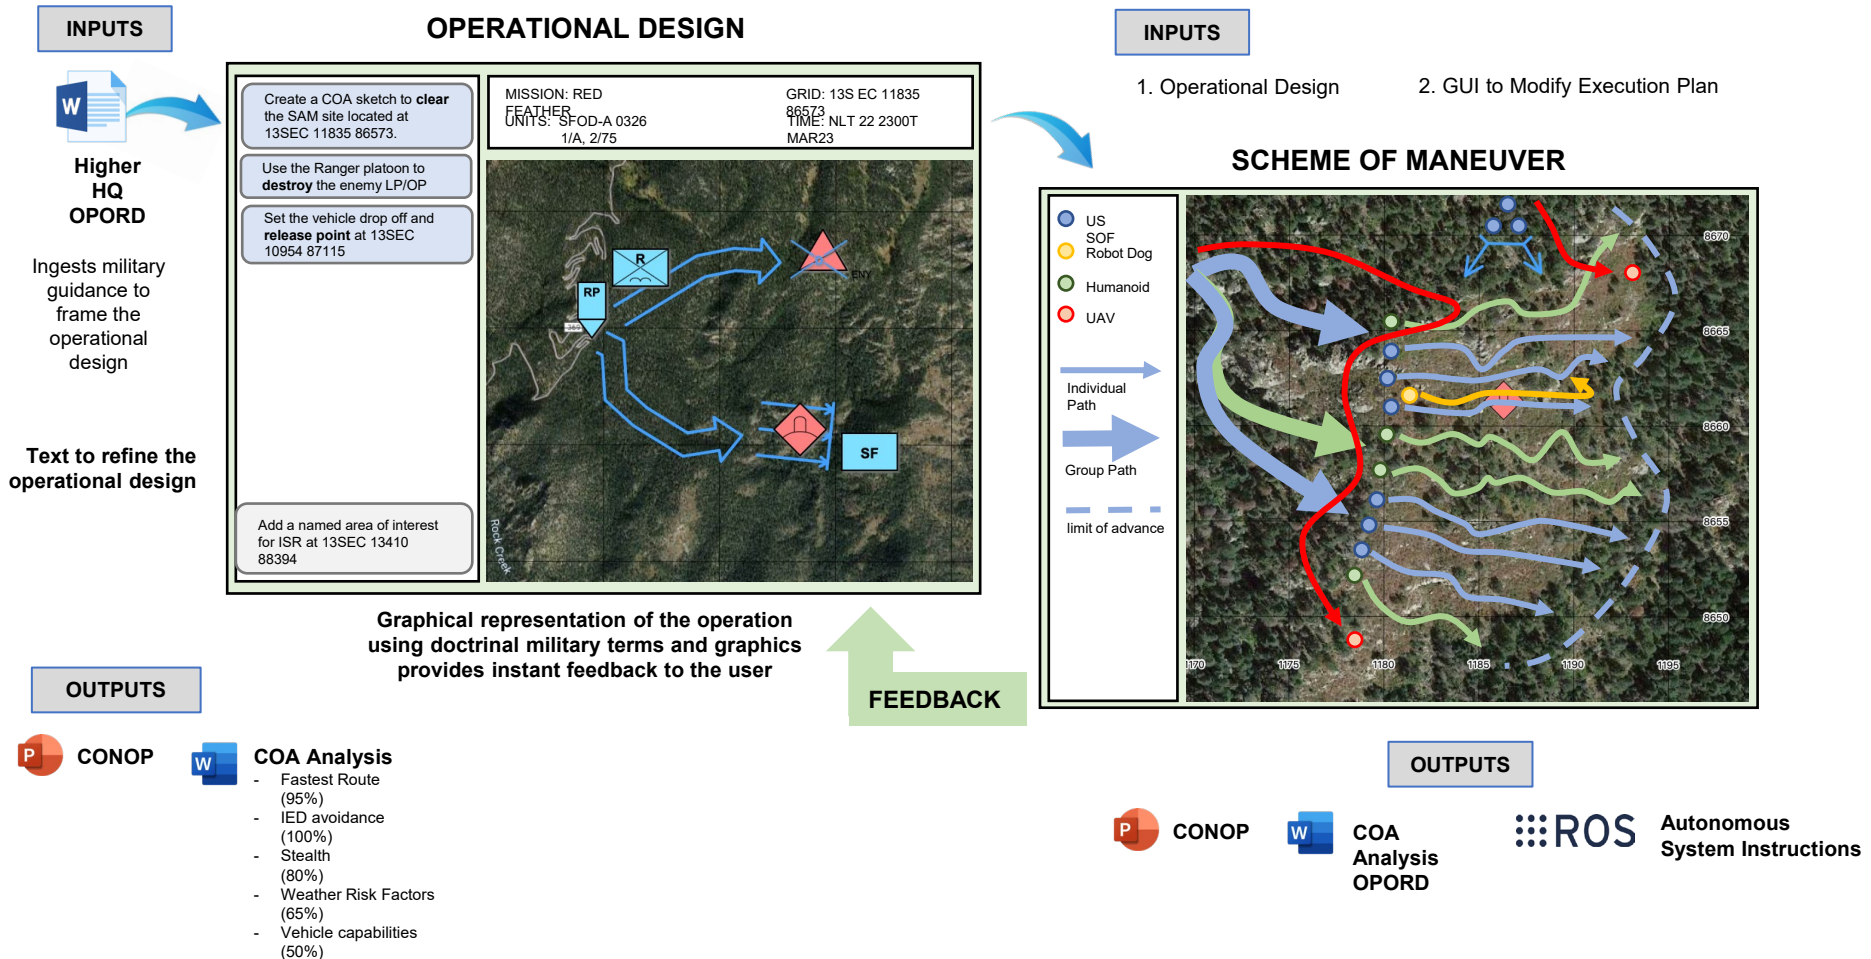 INPUTS
OPERATIONAL DESIGN
W
Higher
HQ
OPORD
Ingests military
guidance to
frame the
operational
design
Text to refine the
operational design
Create a COA sketch to clear
the SAM site located at
13SEC 11835 86573.
Use the Ranger platoon to
destroy the enemy LP/OP
Set the vehicle drop off and
release point at 13SEC
10954 87115
Add a named area of interest
for ISR at 13SEC 13410
88394
MISSION: RED
FEATHER
UNITS: SFOD-A 0326
1/A, 2/75
GRID: 13S EC 11835
86573
TIME: NLT 22 2300T
MAR23
R
RP
369
ENY
SF
Rock Creek
Graphical representation of the operation
using doctrinal military terms and graphics
provides instant feedback to the user
FEEDBACK
OUTPUTS
P
CONOP
W
COA Analysis
- Fastest Route
(95%)
- IED avoidance
(100%)
- Stealth
(80%)
- Weather Risk Factors
(65%)
- Vehicle capabilities
(50%)
INPUTS
1. Operational Design
2. GUI to Modify Execution Plan
SCHEME OF MANEUVER
US
SOF
Robot Dog
Humanoid
UAV
Individual
Path
Group Path
limit of advance
8670
8665
8660
8655
8650
1170
1175
1180
1185
1190
1195
OUTPUTS
P
CONOP
W
COA
Analysis
OPORD
ROS
Autonomous
System Instructions